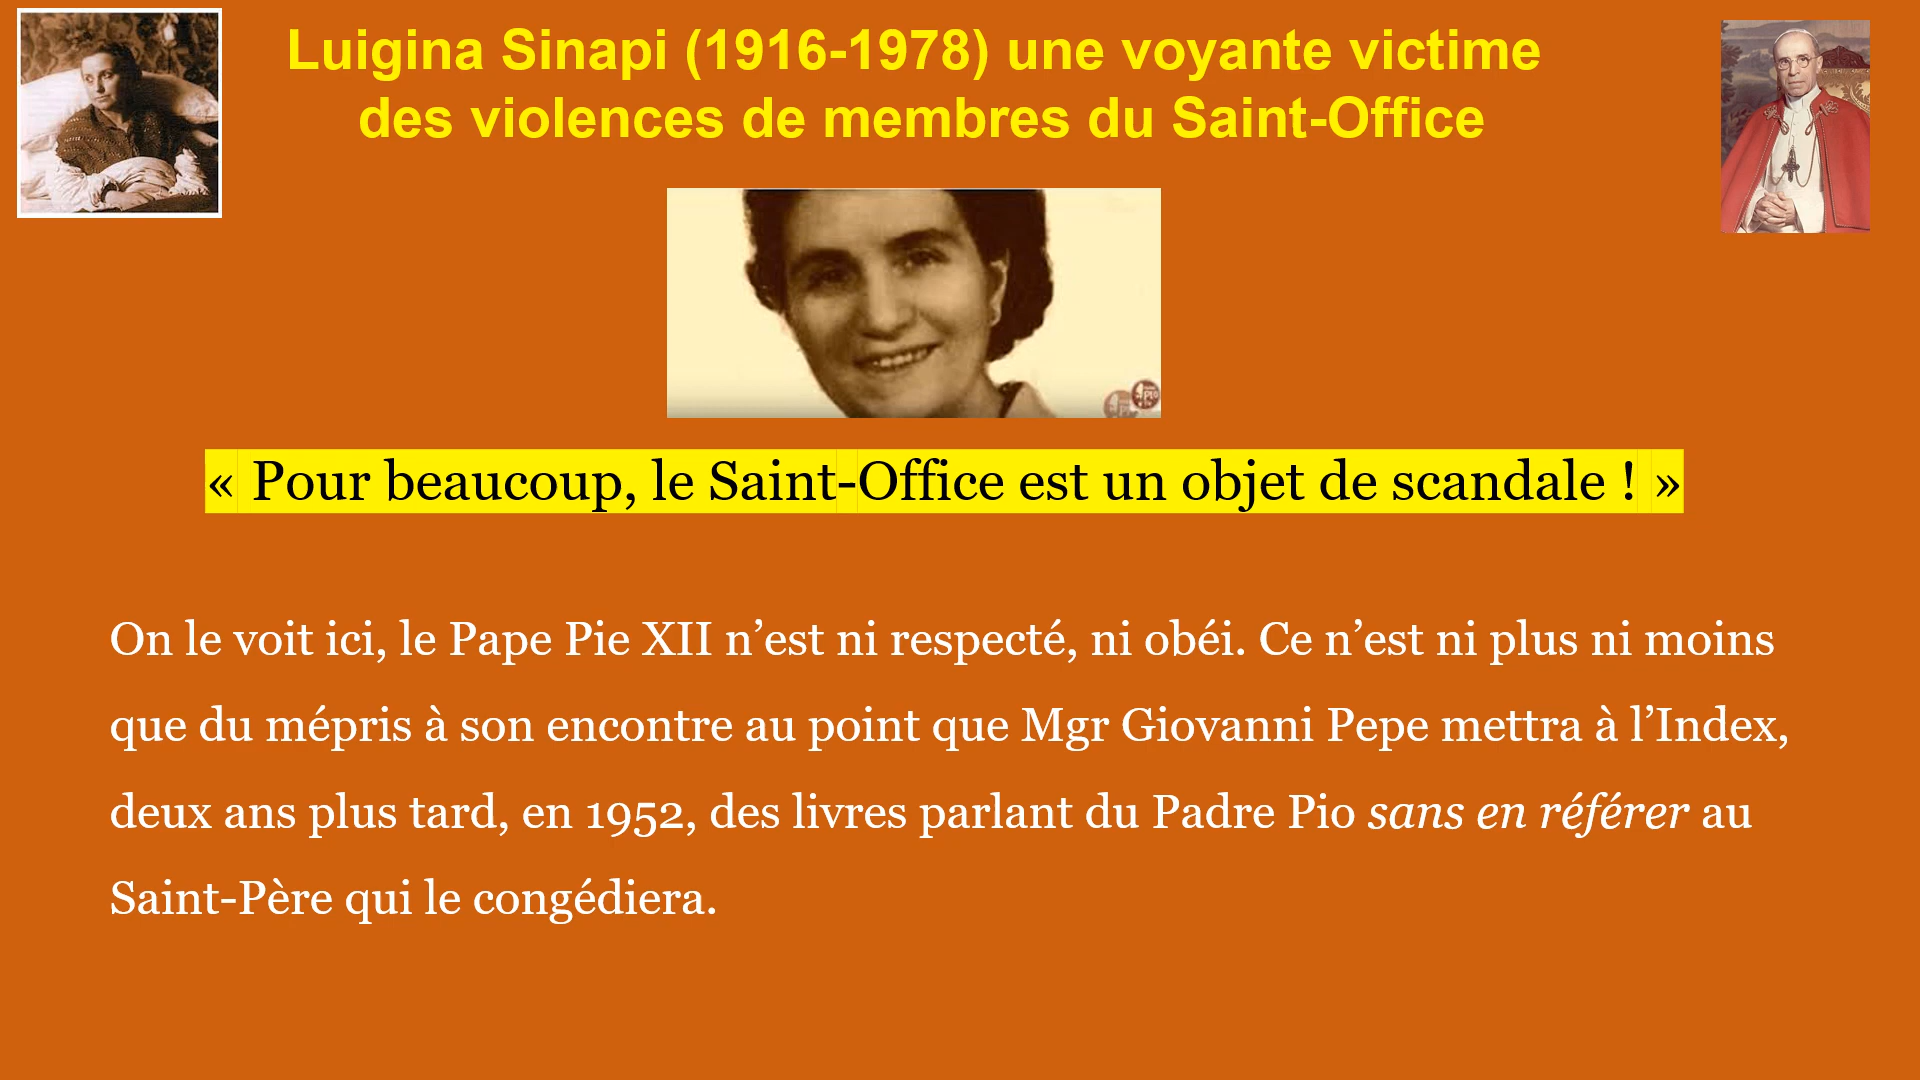 Luigina Sinapi (1916-1978) une voyante victime
des violences de membres du Saint-Office
PIO
« Pour beaucoup, le Saint-Office est un objet de scandale ! »
On le voit ici, le Pape Pie XII n’est ni respecté, ni obéi. Ce n’est ni plus ni moins
que du mépris à son encontre au point que Mgr Giovanni Pepe mettra à l’Index,
deux ans plus tard, en 1952, des livres parlant du Padre Pio sans en référer au
Saint-Père qui le congédiera.